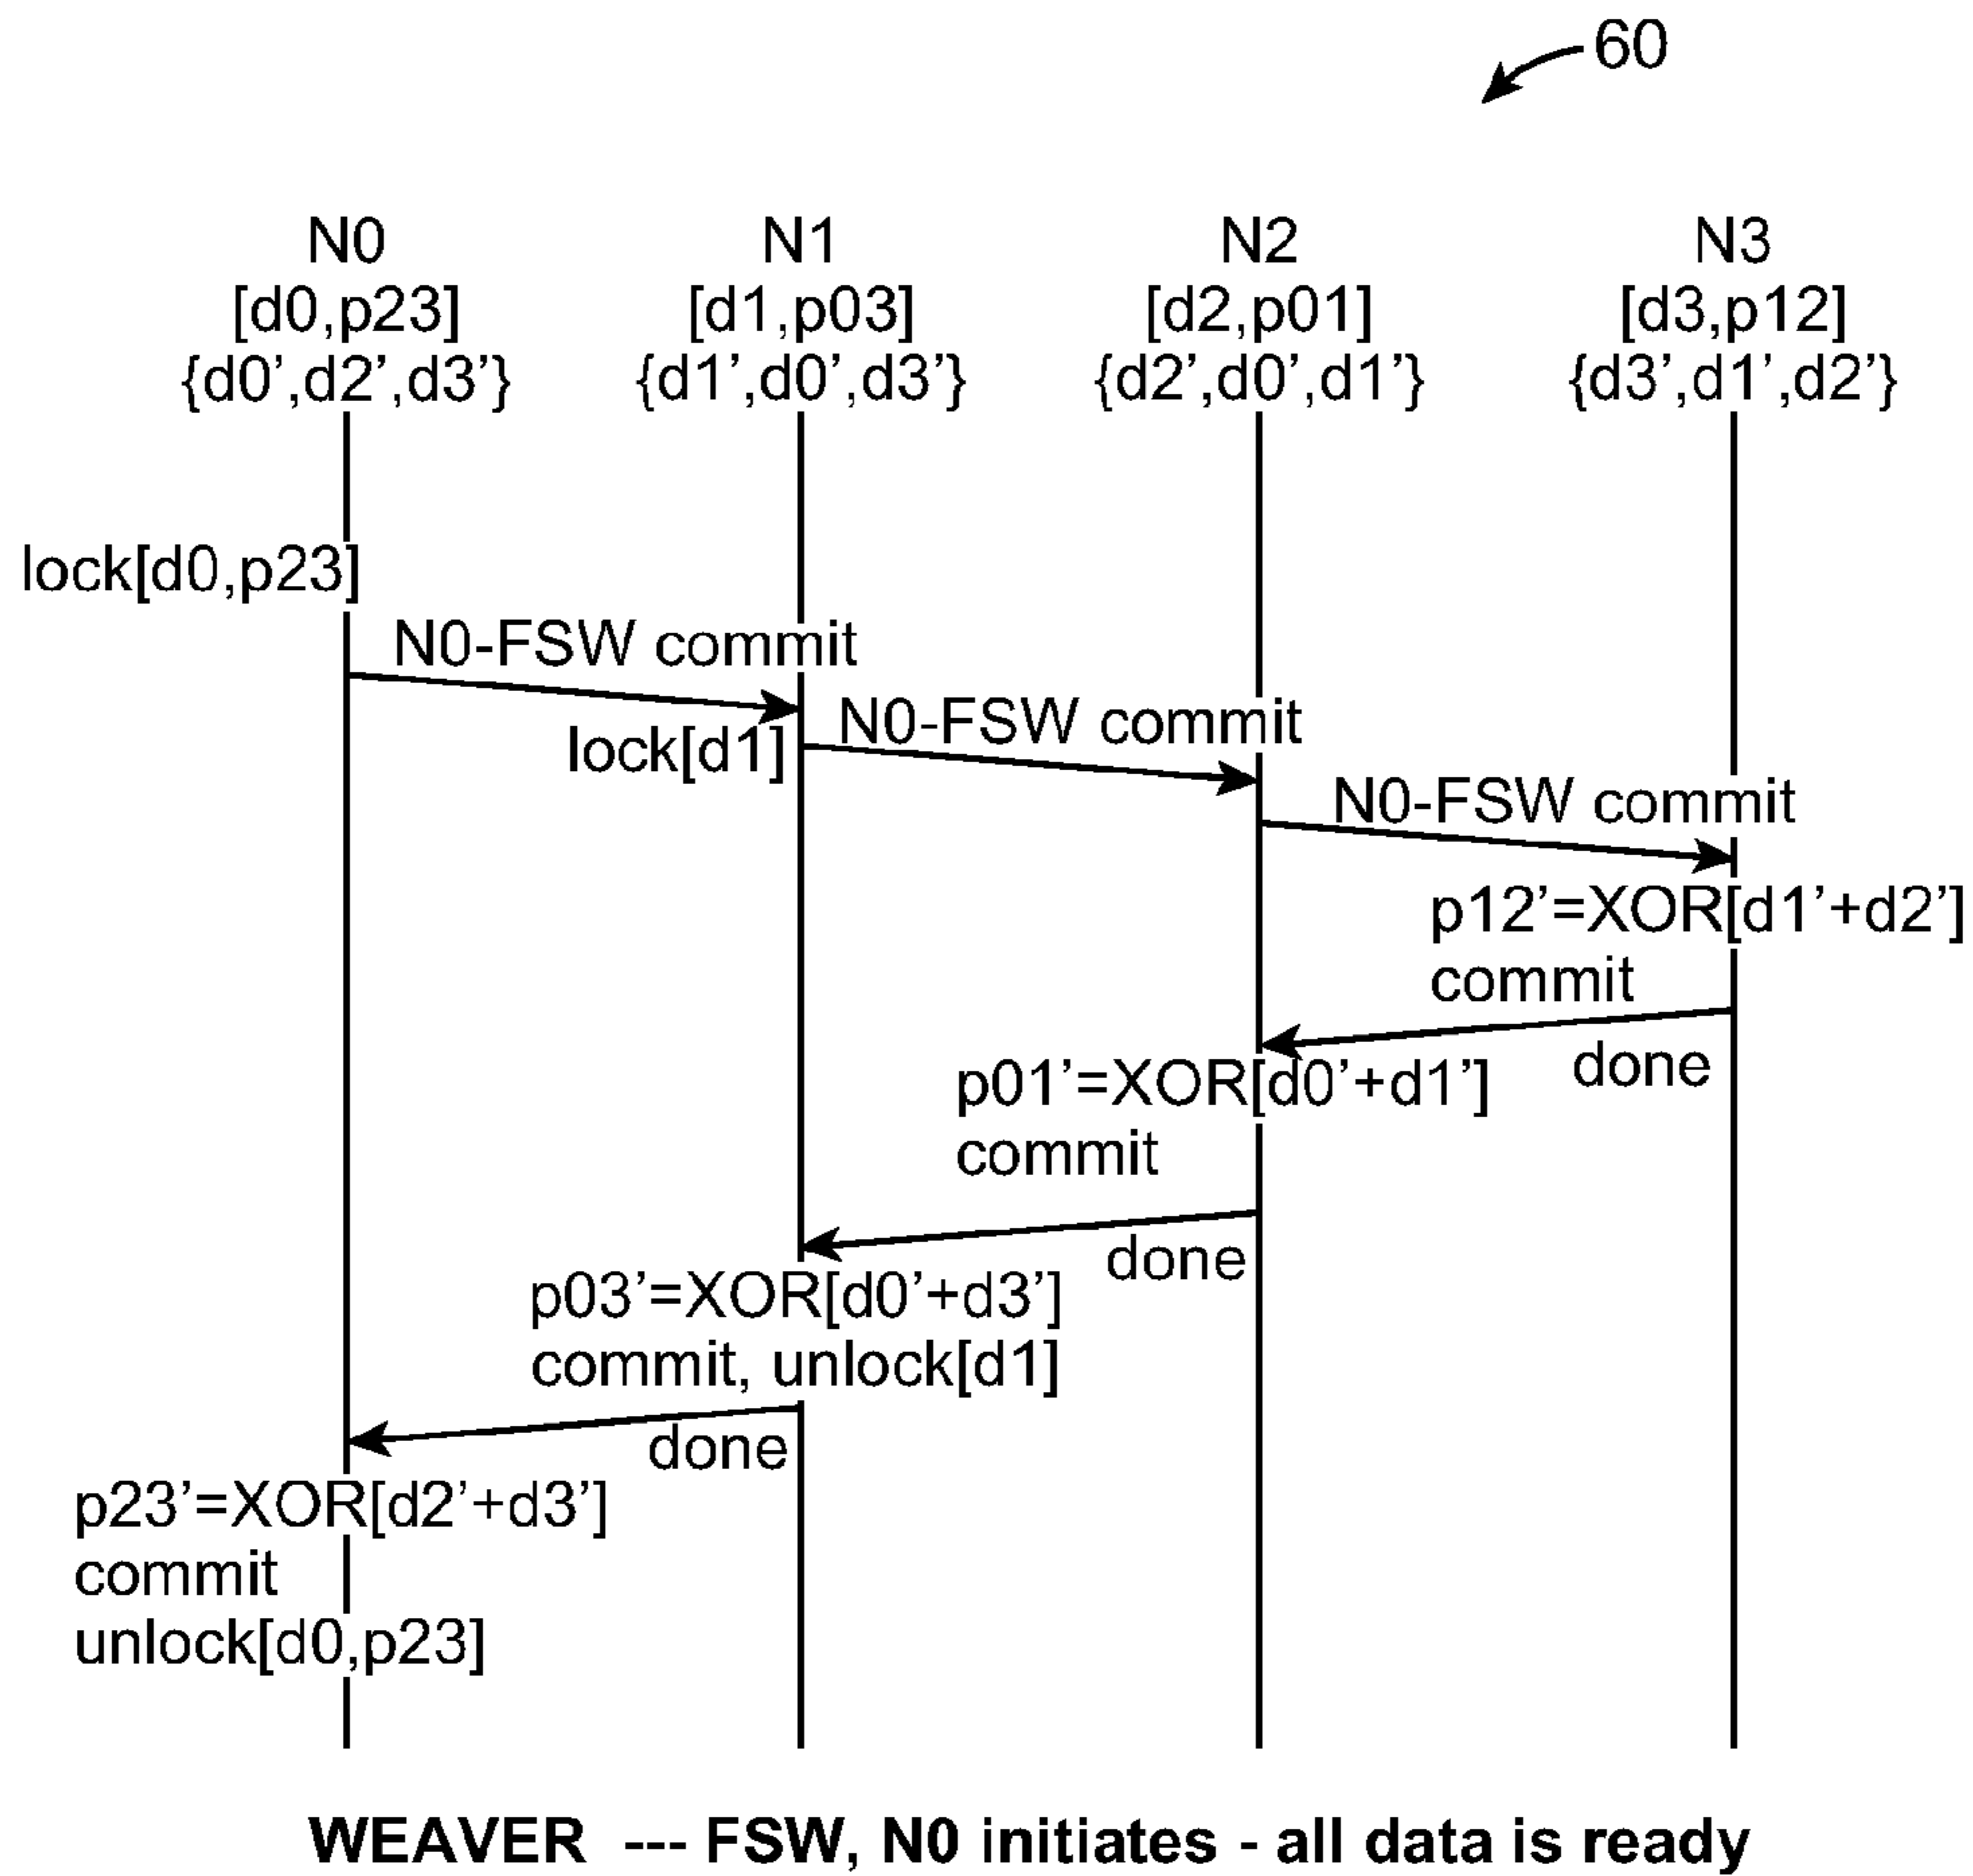 60
N0 N1 N2 N3
[d0,p23] [d1,p03] [d2,p01] [d3,p12]
{d0’,d2’,d3’} {d1’,d0’,d3’} {d2’,d0’,d1’} {d3’,d1’,d2’}
lock[d0,p23]
N0-FSW commit
lock[d1]
N0-FSW commit
N0-FSW commit
p12’=XOR[d1’+d2’]
commit
done
p01’=XOR[d0’+d1’]
commit
done
p03’=XOR[d0’+d3’]
commit, unlock[d1]
done
p23’=XOR[d2’+d3’]
commit
unlock[d0,p23]
WEAVER --- FSW, N0 initiates - all data is ready